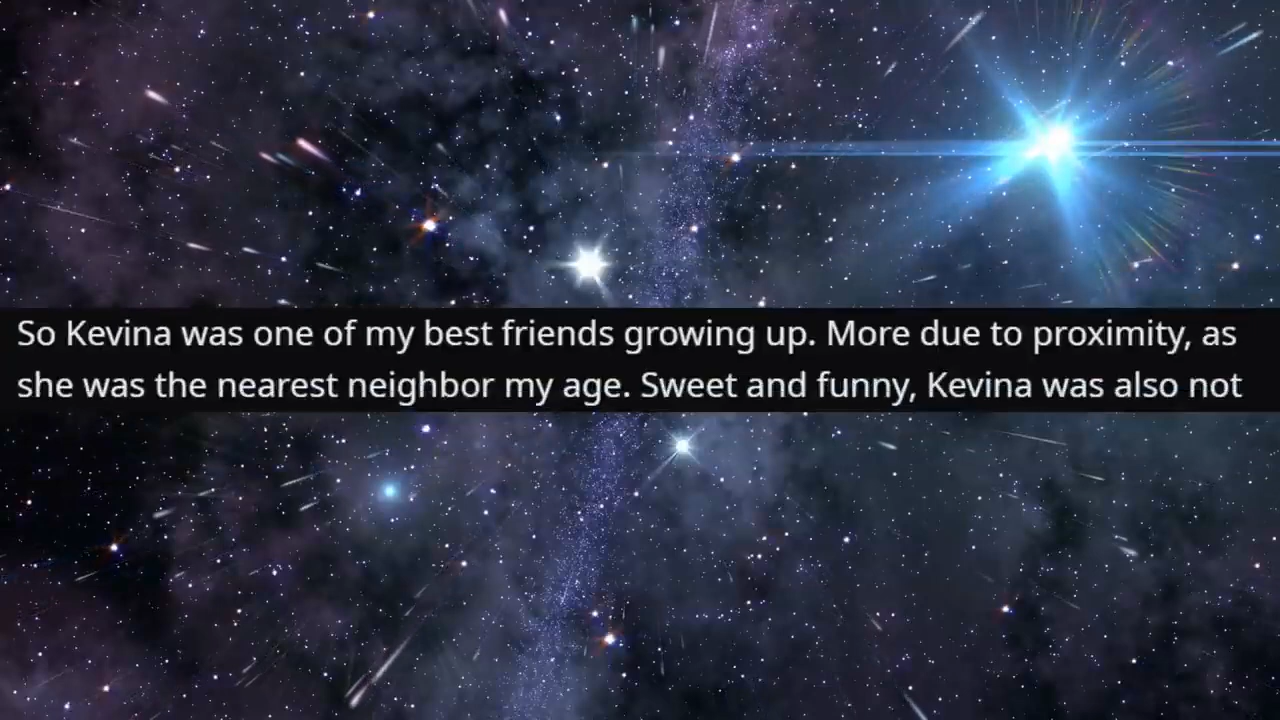 So Kevina was one of my best friends growing up. More due to proximity, as
she was the nearest neighbor my age. Sweet and funny, Kevina was also not